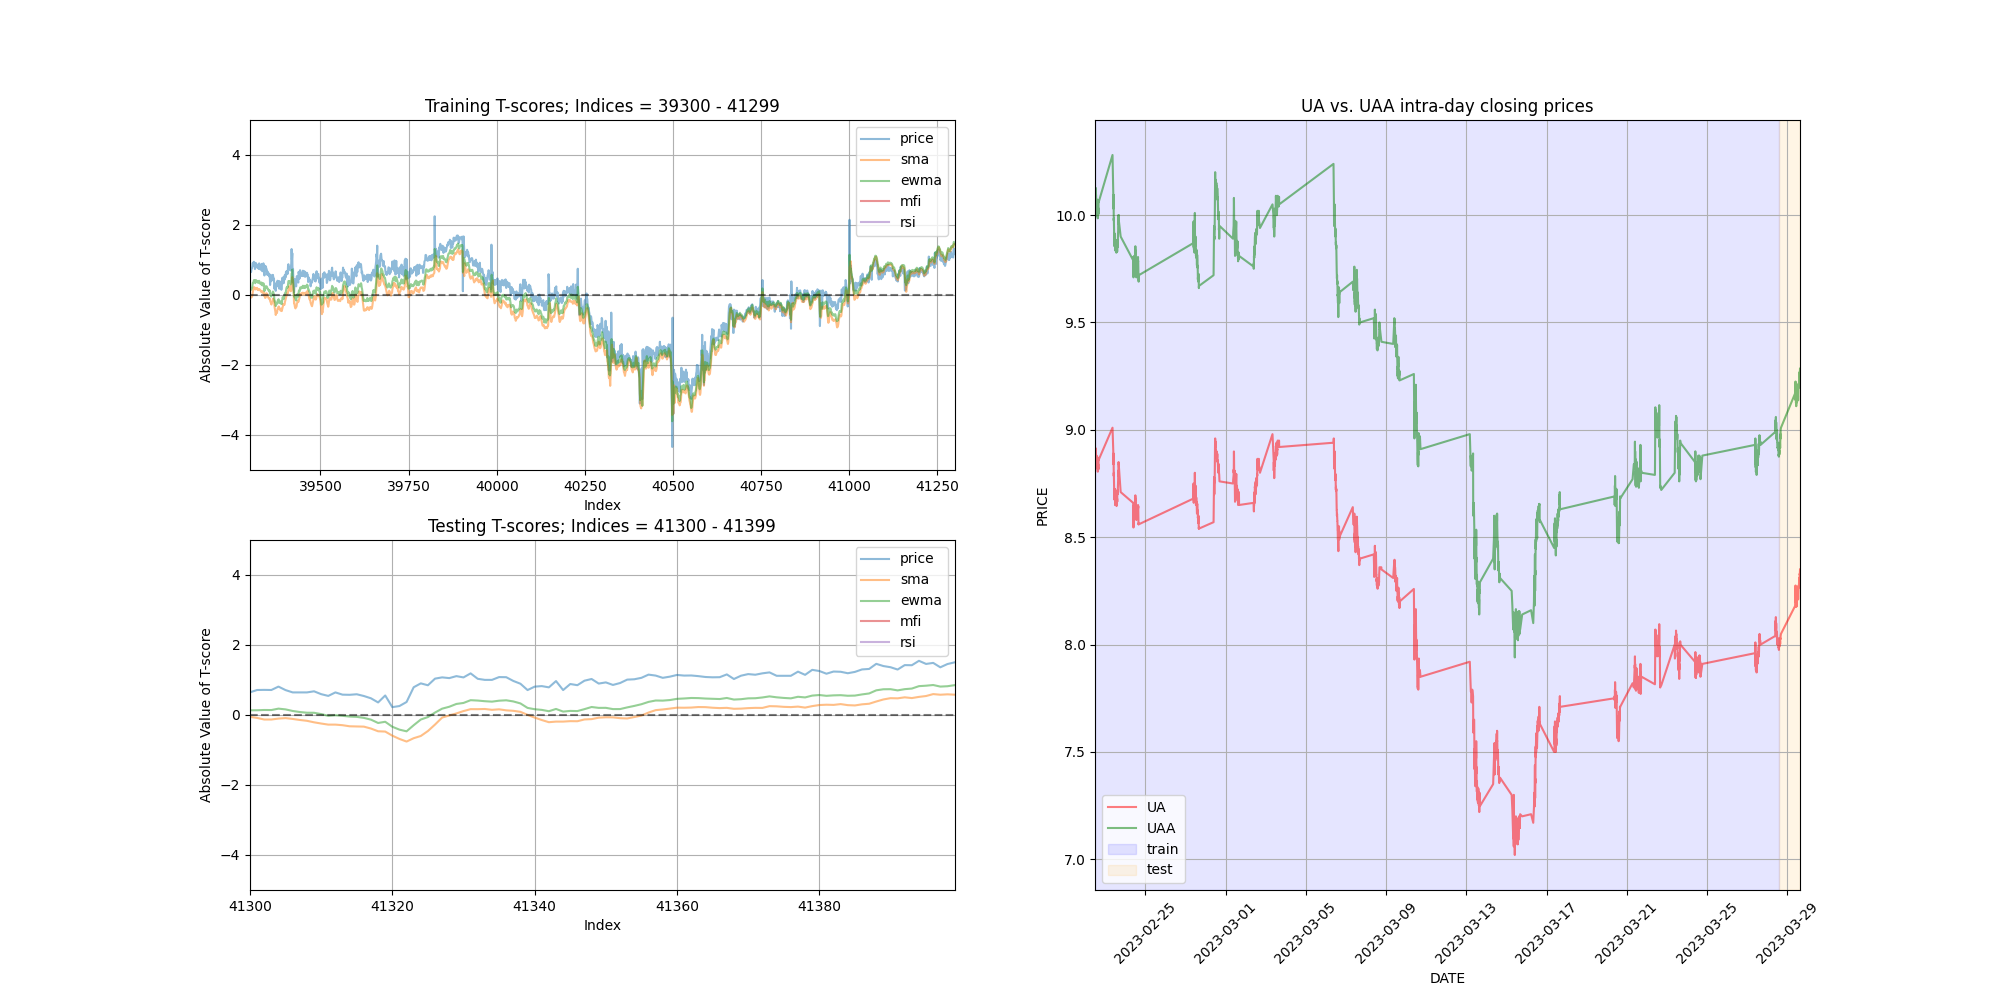 Training T-scores; Indices = 39300 - 41299
Absolute Value of T-score
4
2
0
−2
−4
39500
39750
40000
40250
40500
40750
41000
41250
Index
price
sma
ewma
mfi
rsi
Testing T-scores; Indices = 41300 - 41399
Absolute Value of T-score
4
2
0
−2
−4
41300
41320
41340
41360
41380
Index
price
sma
ewma
mfi
rsi
UA vs. UAA intra-day closing prices
PRICE
10.0
9.5
9.0
8.5
8.0
7.5
7.0
UA
UAA
train
test
2023-02-25
2023-03-01
2023-03-05
2023-03-09
2023-03-13
2023-03-17
2023-03-21
2023-03-25
2023-03-29
DATE